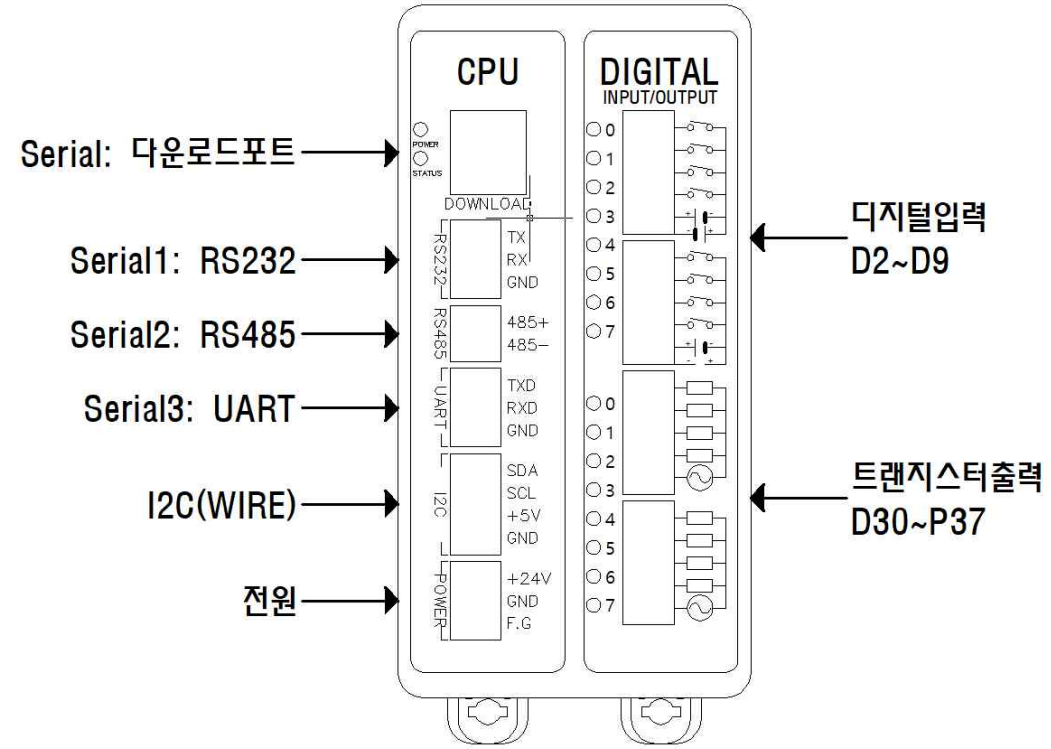 Serial: 다운로드포트
Serial1: RS232
Serial2: RS485
Serial3: UART
I2C(WIRE)
전원
CPU
POWER
STATUS
DOWNLOAD
RS232
TX
RX
GND
RS485
485+
485-
UART
TXD
RXD
GND
I2C
SDA
SCL
+5V
GND
POWER
+24V
GND
F.G
DIGITAL
INPUT/OUTPUT
0
1
2
3
4
5
6
7
0
1
2
3
4
5
6
7
디지털입력
D2~D9
트랜지스터출력
D30~P37